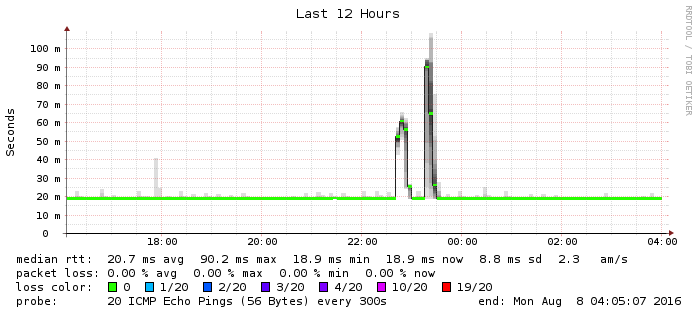 Last 12 Hours
RRDTOOL / TOBI OETIKER
Seconds
100 m
90 m
80 m
70 m
60 m
50 m
40 m
30 m
20 m
10 m
0
18:00 20:00 22:00 00:00 02:00 04:00
median rtt: 20.7 ms avg 90.2 ms max 18.9 ms min 18.9 ms now 8.8 ms sd 2.3 am/s
packet loss: 0.00 % avg 0.00 % max 0.00 % min 0.00 % now
loss color: 0 1/20 2/20 3/20 4/20 10/20 19/20
probe: 20 ICMP Echo Pings (56 Bytes) every 300s end: Mon Aug 8 04:05:07 2016